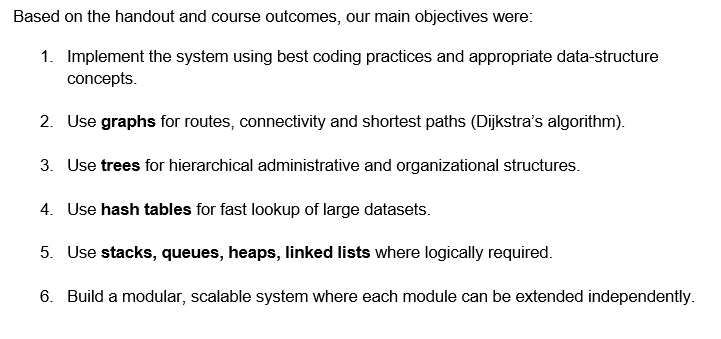 Based on the handout and course outcomes, our main objectives were:
1. Implement the system using best coding practices and appropriate data-structure
concepts.
2. Use graphs for routes, connectivity and shortest paths (Dijkstra’s algorithm).
3. Use trees for hierarchical administrative and organizational structures.
4. Use hash tables for fast lookup of large datasets.
5. Use stacks, queues, heaps, linked lists where logically required.
6. Build a modular, scalable system where each module can be extended independently.